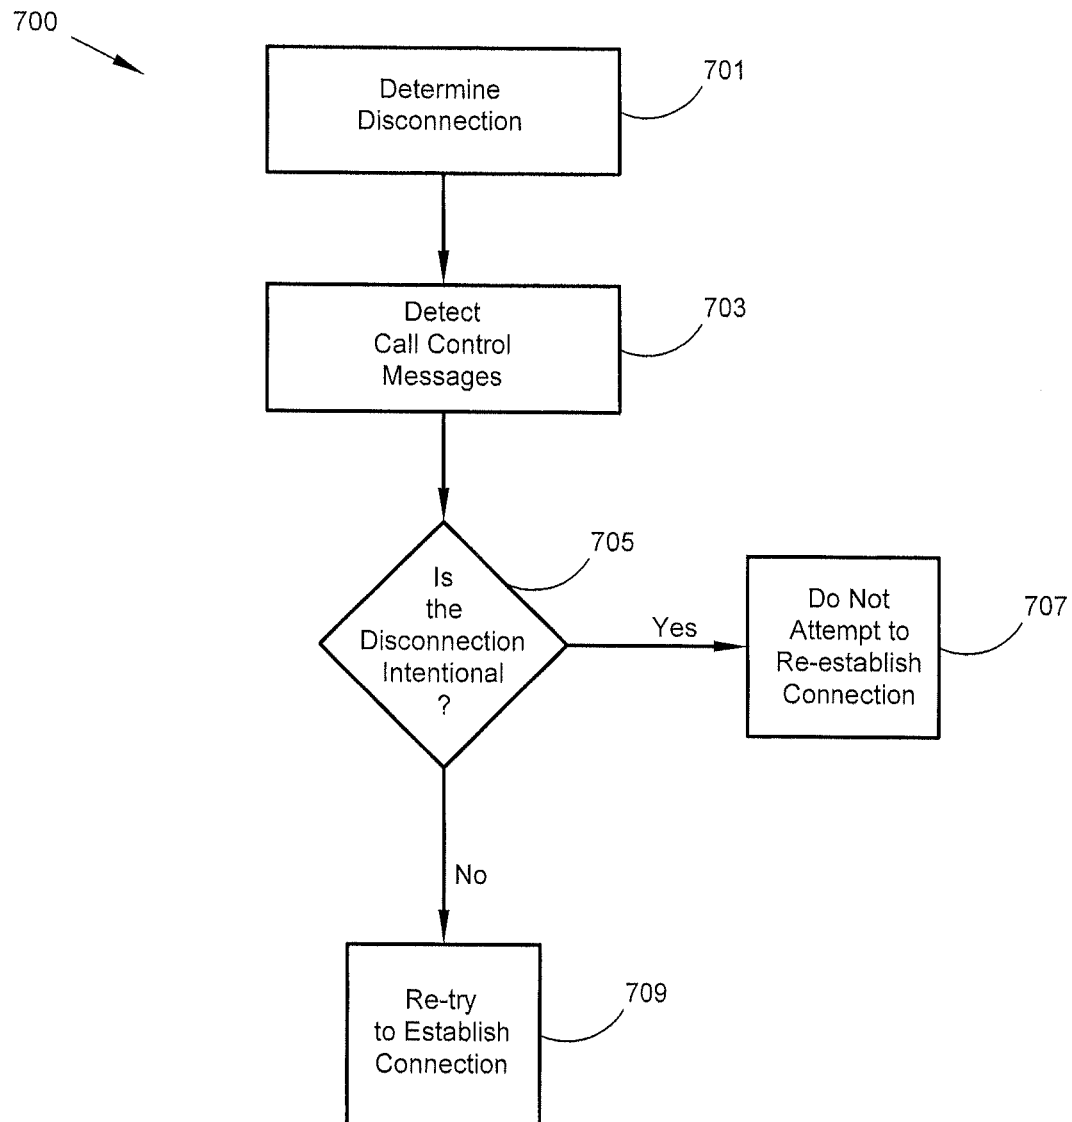 700
Determine
Disconnection
701
Detect
Call Control
Messages
703
Is
the
Disconnection
Intentional
?
705
Yes
Do Not
Attempt to
Re-establish
Connection
707
No
Re-try
to Establish
Connection
709